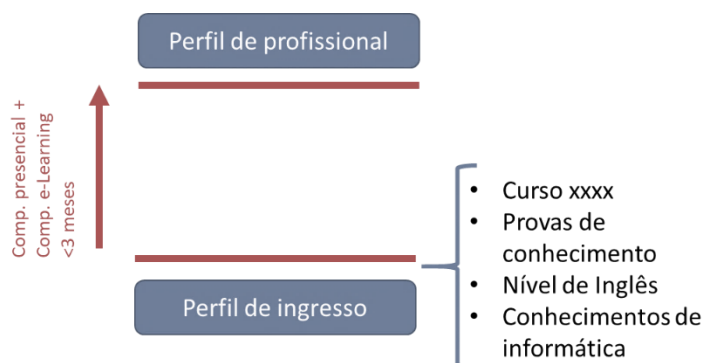 Perfil de profissional
Comp. presencial +
Comp. e-Learning
<3 meses
• Curso xxxx
• Provas de
conhecimento
• Nível de Inglês
• Conhecimentos de
informática
Perfil de ingresso